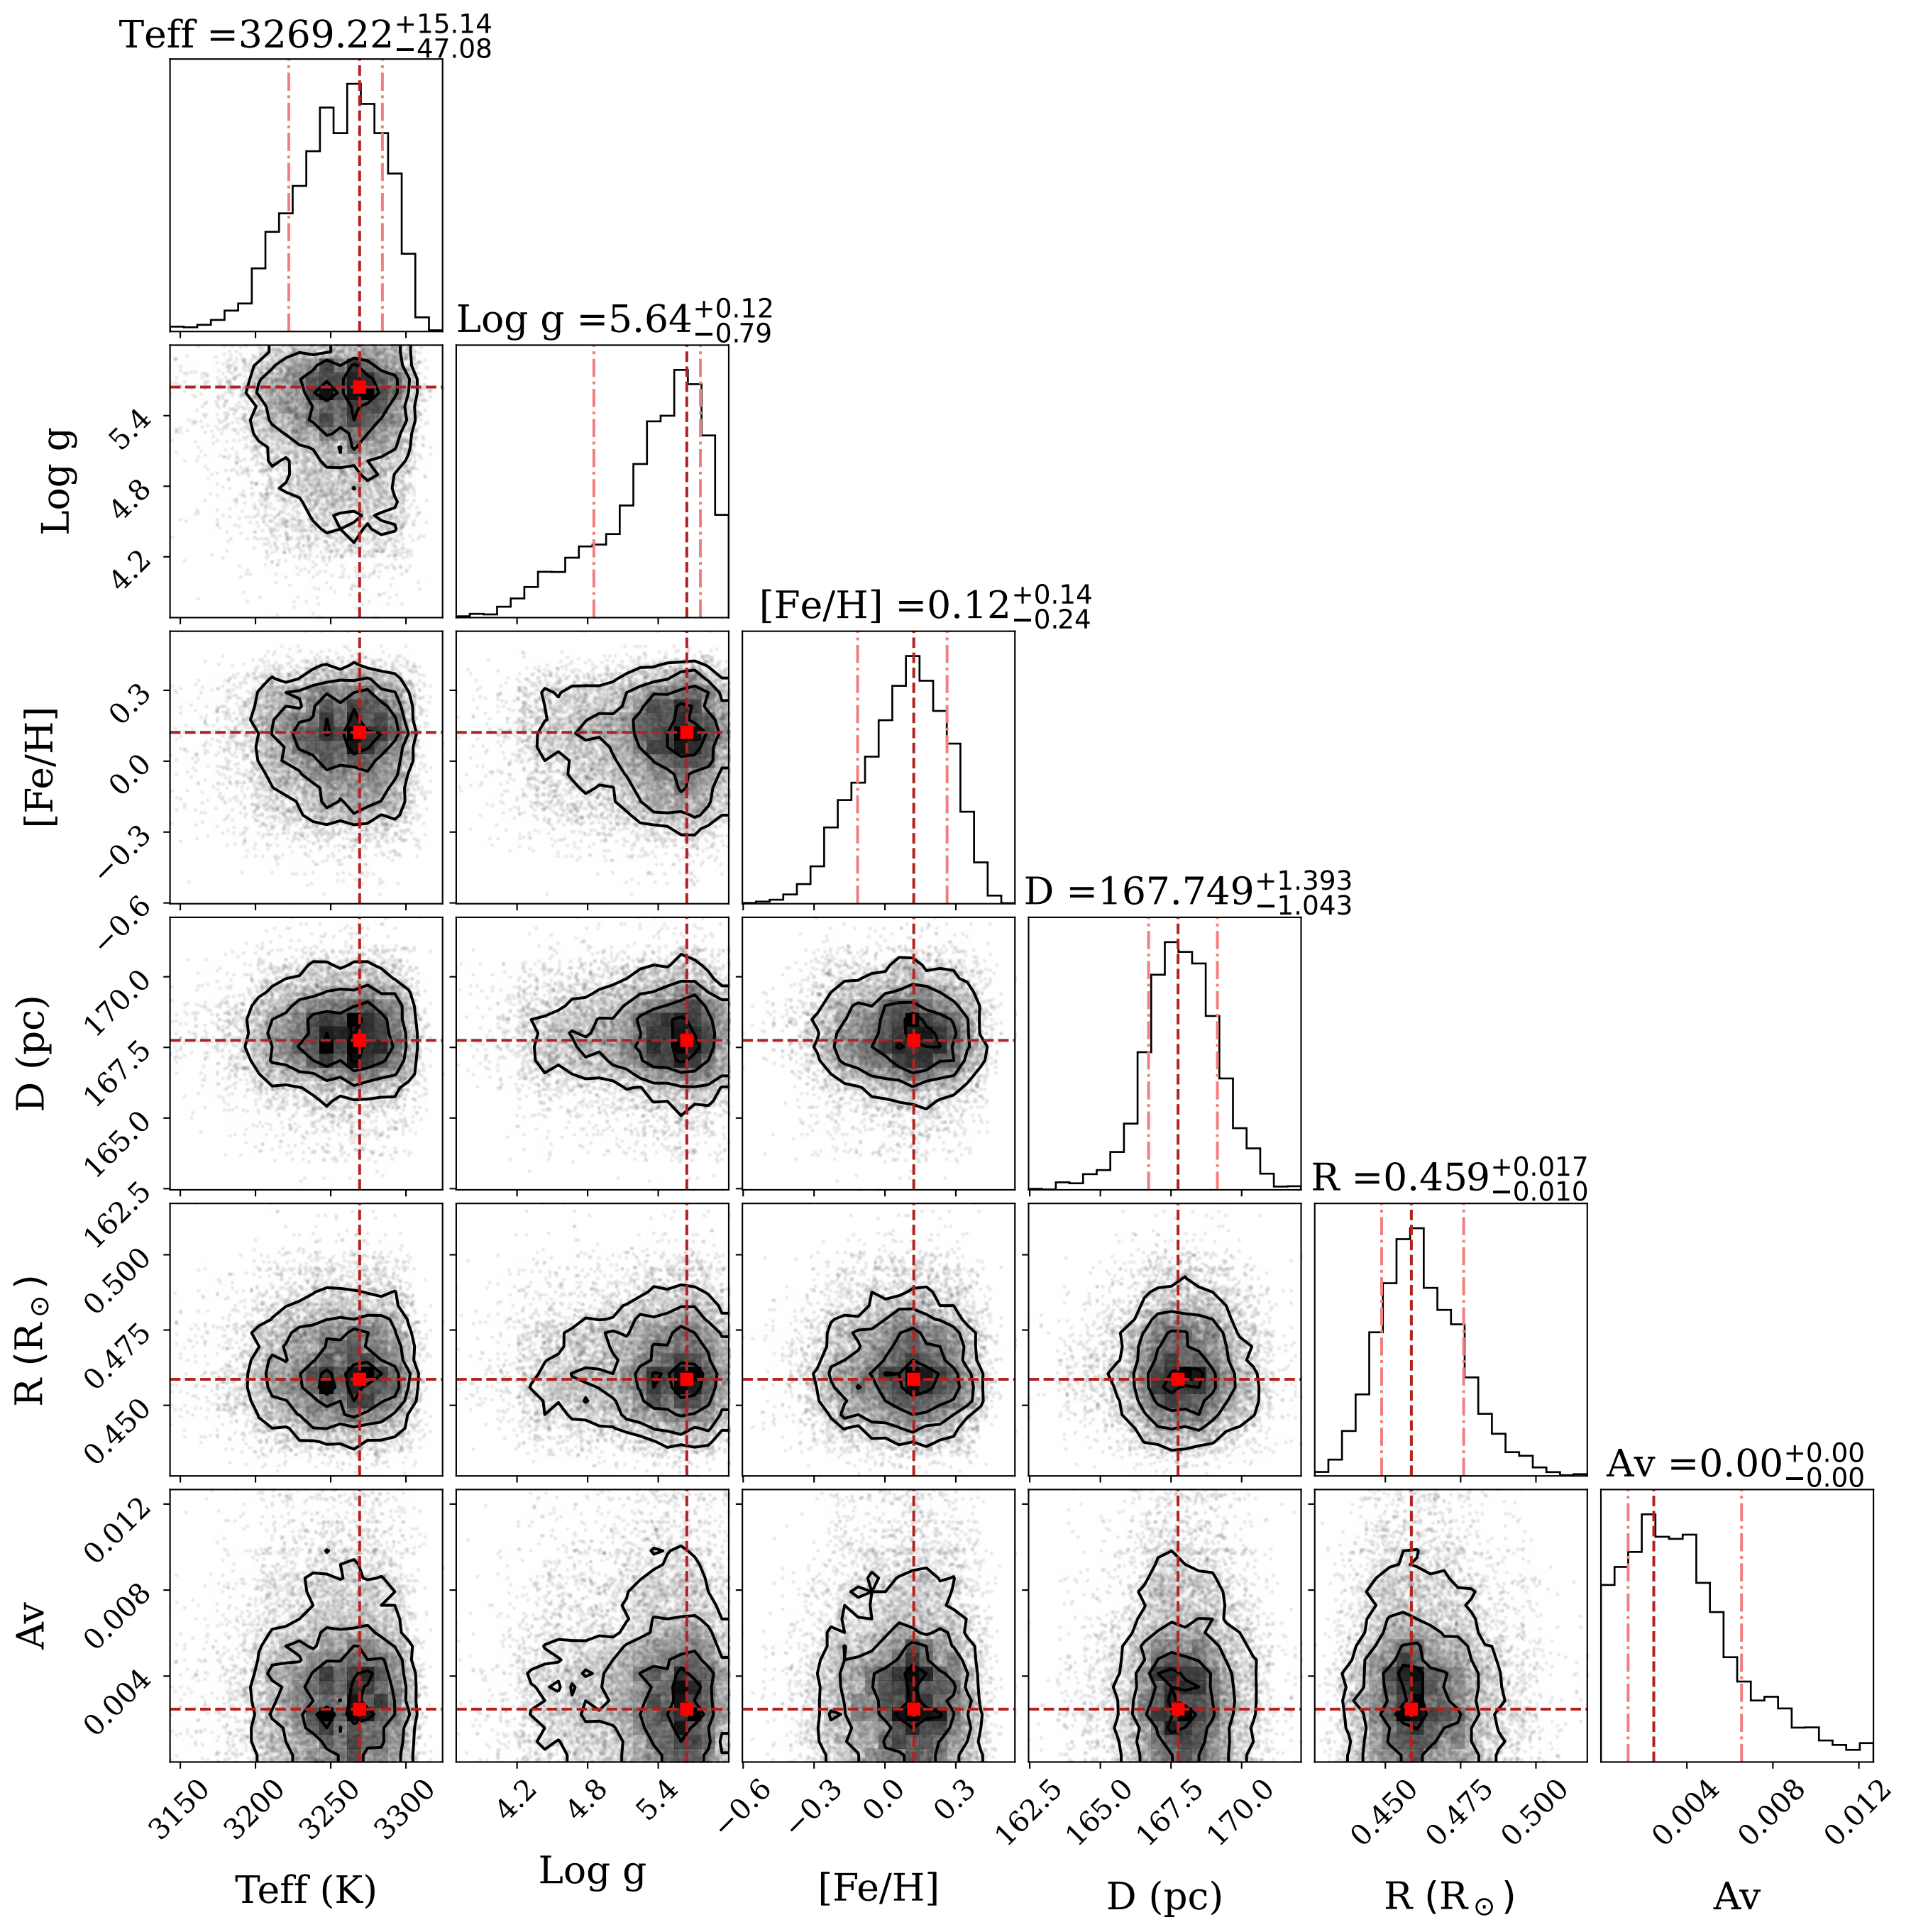 Teff =3269.22+15.14−47.08
Log g =5.64+0.12−0.79
5.4
4.8
4.2
Log g
[Fe/H] =0.12+0.14−0.24
0.3
0.0
−0.3
−0.6
[Fe/H]
D =167.749+1.393−1.043
170.0
167.5
165.0
162.5
D (pc)
R =0.459+0.017−0.010
0.500
0.475
0.450
R (R⊙)
Av =0.00+0.00−0.00
0.012
0.008
0.004
Av
3150 3200 3250 3300 4.2 4.8 5.4 −0.6 −0.3 0.0 0.3 162.5 165.0 167.5 170.0 0.450 0.475 0.500 0.004 0.008 0.012
Teff (K) Log g [Fe/H] D (pc) R (R⊙) Av